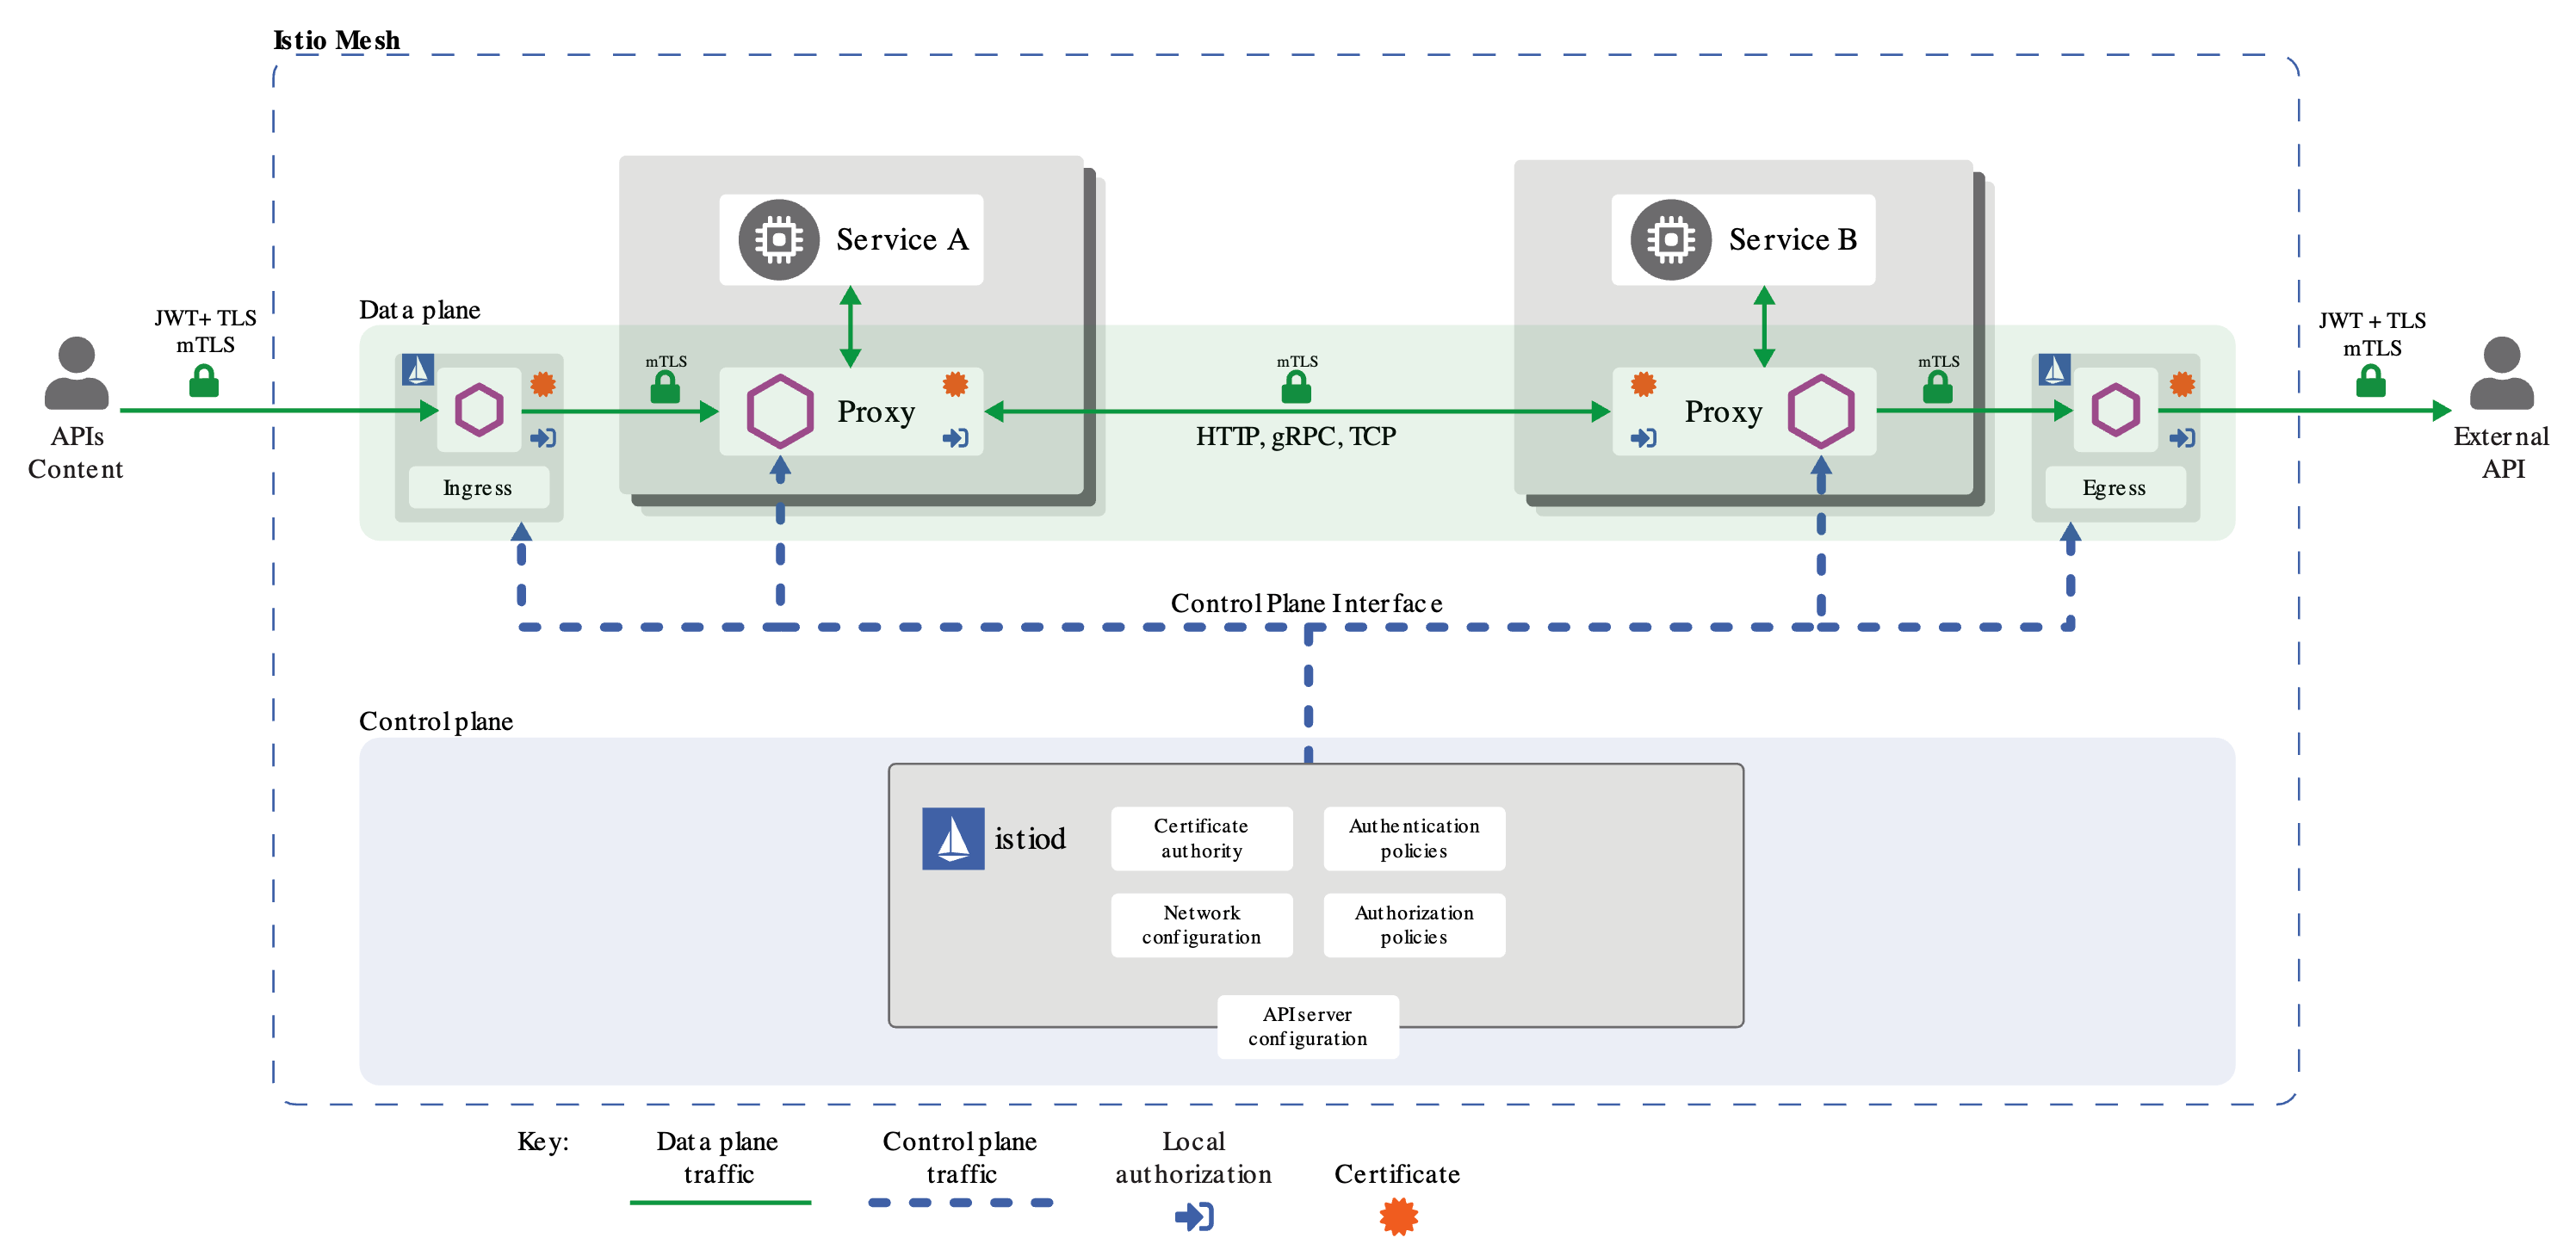 Istio Mesh
Service A
Service B
Data plane
JWT+ TLS
mTLS
JWT + TLS
mTLS
mTLS
mTLS
mTLS
Proxy
Proxy
HTTP, gRPC, TCP
APIs
Content
External
API
Ingress
Egress
Control Plane Interface
Control plane
istiod
Certificate
authority
Authentication
policies
Network
configuration
Authorization
policies
API server
configuration
Key:
Data plane
traffic
Control plane
traffic
Local
authorization
Certificate